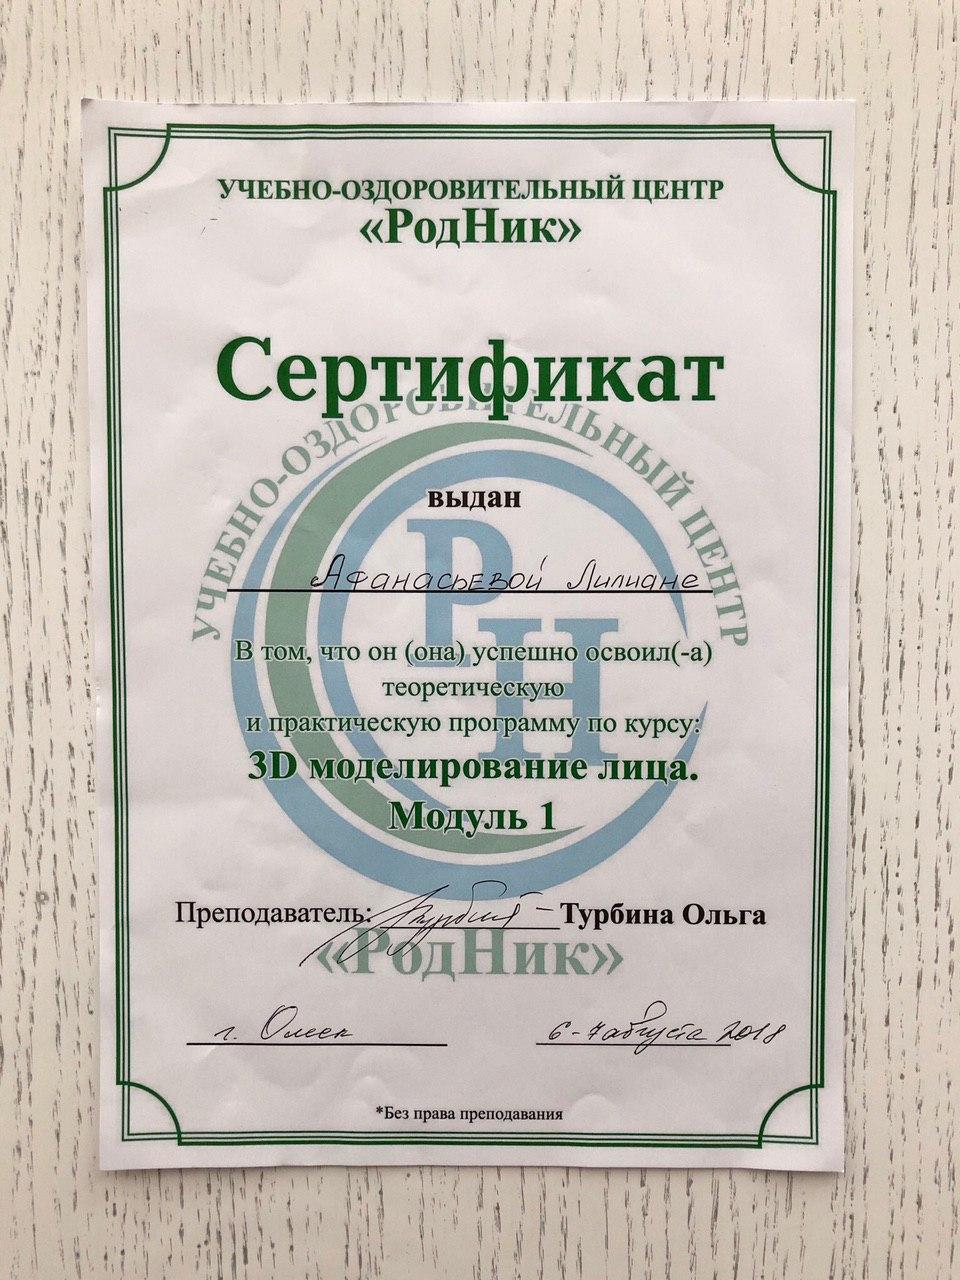 УЧЕБНО-ОЗДОРОВИТЕЛЬНЫЙ ЦЕНТР
«РодНик»
Сертификат
УЧЕБНО-ОЗДОРОВИТЕЛЬНЫЙ ЦЕНТР
выдан
РН
Афанасьевой Лилиане
В том, что он (она) успешно освоил(-а)
теоретическую
и практическую программу по курсу:
3D моделирование лица.
Модуль 1
Преподаватель: Турбина Ольга
«РодНик»
г. Омск 6-7 августа 2018
*Без права преподавания